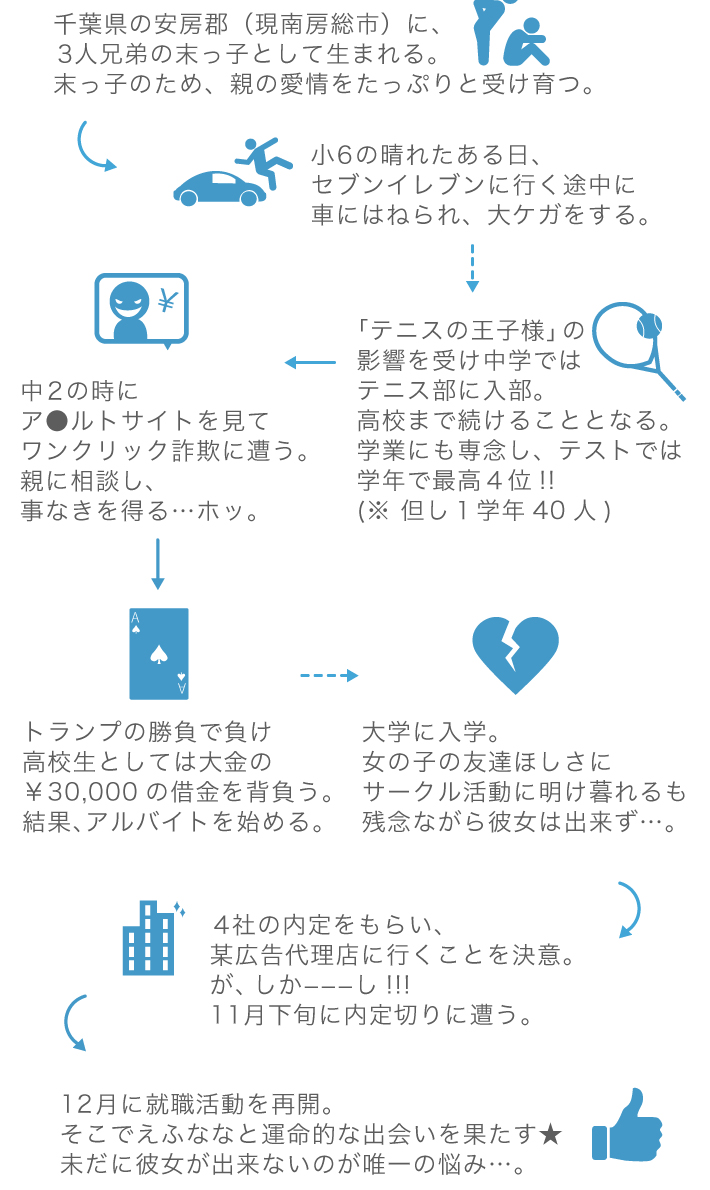 千葉県の安房郡（現南房総市）に、
3人兄弟の末っ子として生まれる。
末っ子のため、親の愛情をたっぷりと受け育つ。
小6の晴れたある日、
セブンイレブンに行く途中に
車にはねられ、大ケガをする。
「テニスの王子様」の
影響を受け中学では
テニス部に入部。
高校まで続けることとなる。
学業にも専念し、テストでは
学年で最高４位 !!
(※ 但し１学年 40 人 )
¥
中２の時に
ア●ルトサイトを見て
ワンクリック詐欺に遭う。
親に相談し、
事なきを得る…ホッ。
A
A
トランプの勝負で負け
高校生としては大金の
￥30,000 の借金を背負う。
結果､アルバイトを始める。
大学に入学。
女の子の友達ほしさに
サークル活動に明け暮れるも
残念ながら彼女は出来ず…。
４社の内定をもらい、
某広告代理店に行くことを決意。
が、しか−−−し !!!
11月下旬に内定切りに遭う。
12月に就職活動を再開。
そこでえふななと運命的な出会いを果たす★
未だに彼女が出来ないのが唯一の悩み…。